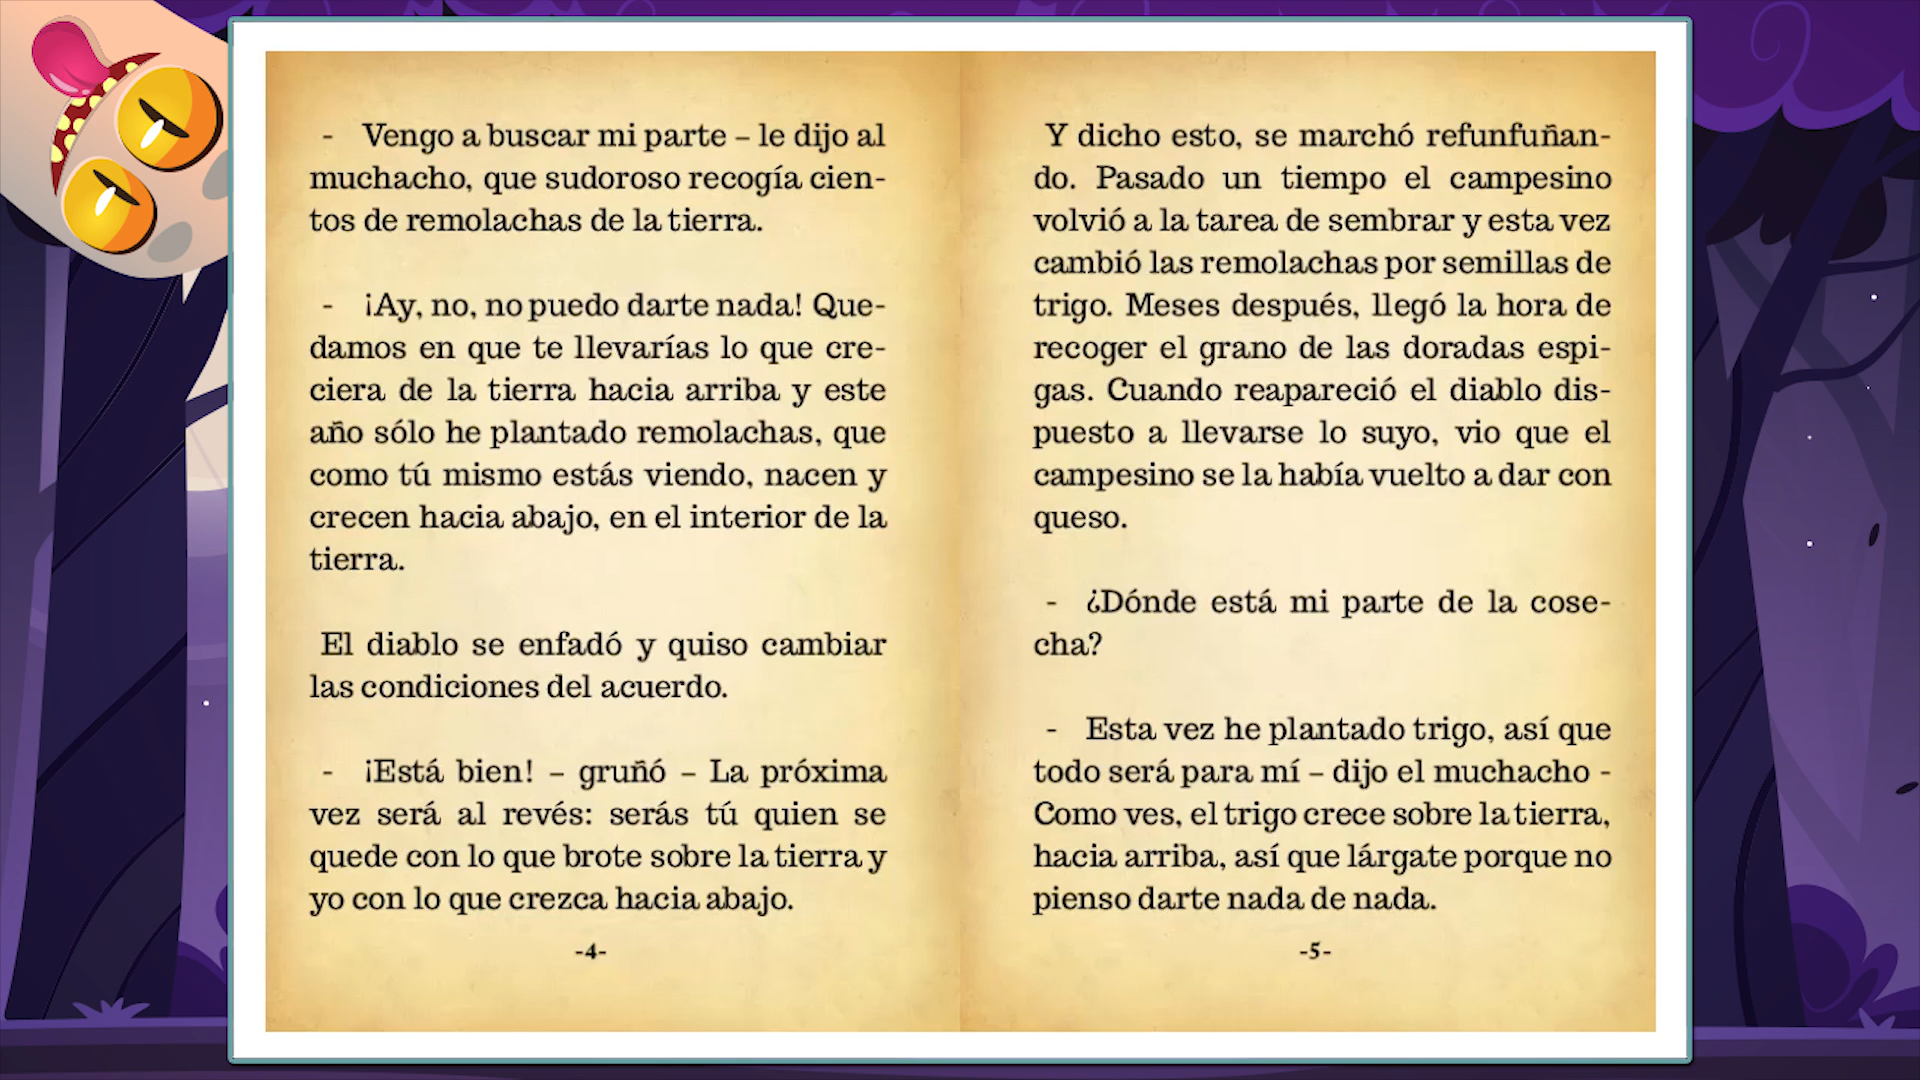 - Vengo a buscar mi parte – le dijo al
muchacho, que sudoroso recogía cien-
tos de remolachas de la tierra.
- ¡Ay, no, no puedo darte nada! Que-
damos en que te llevarías lo que cre-
ciera de la tierra hacia arriba y este
año sólo he plantado remolachas, que
como tú mismo estás viendo, nacen y
crecen hacia abajo, en el interior de la
tierra.
El diablo se enfadó y quiso cambiar
las condiciones del acuerdo.
- ¡Está bien! – gruñó – La próxima
vez será al revés: serás tú quien se
quede con lo que brote sobre la tierra y
yo con lo que crezca hacia abajo.
-4-
Y dicho esto, se marchó refunfuñan-
do. Pasado un tiempo el campesino
volvió a la tarea de sembrar y esta vez
cambió las remolachas por semillas de
trigo. Meses después, llegó la hora de
recoger el grano de las doradas espi-
gas. Cuando reapareció el diablo dis-
puesto a llevarse lo suyo, vio que el
campesino se la había vuelto a dar con
queso.
- ¿Dónde está mi parte de la cose-
cha?
- Esta vez he plantado trigo, así que
todo será para mí – dijo el muchacho -
Como ves, el trigo crece sobre la tierra,
hacia arriba, así que lárgate porque no
pienso darte nada de nada.
-5-